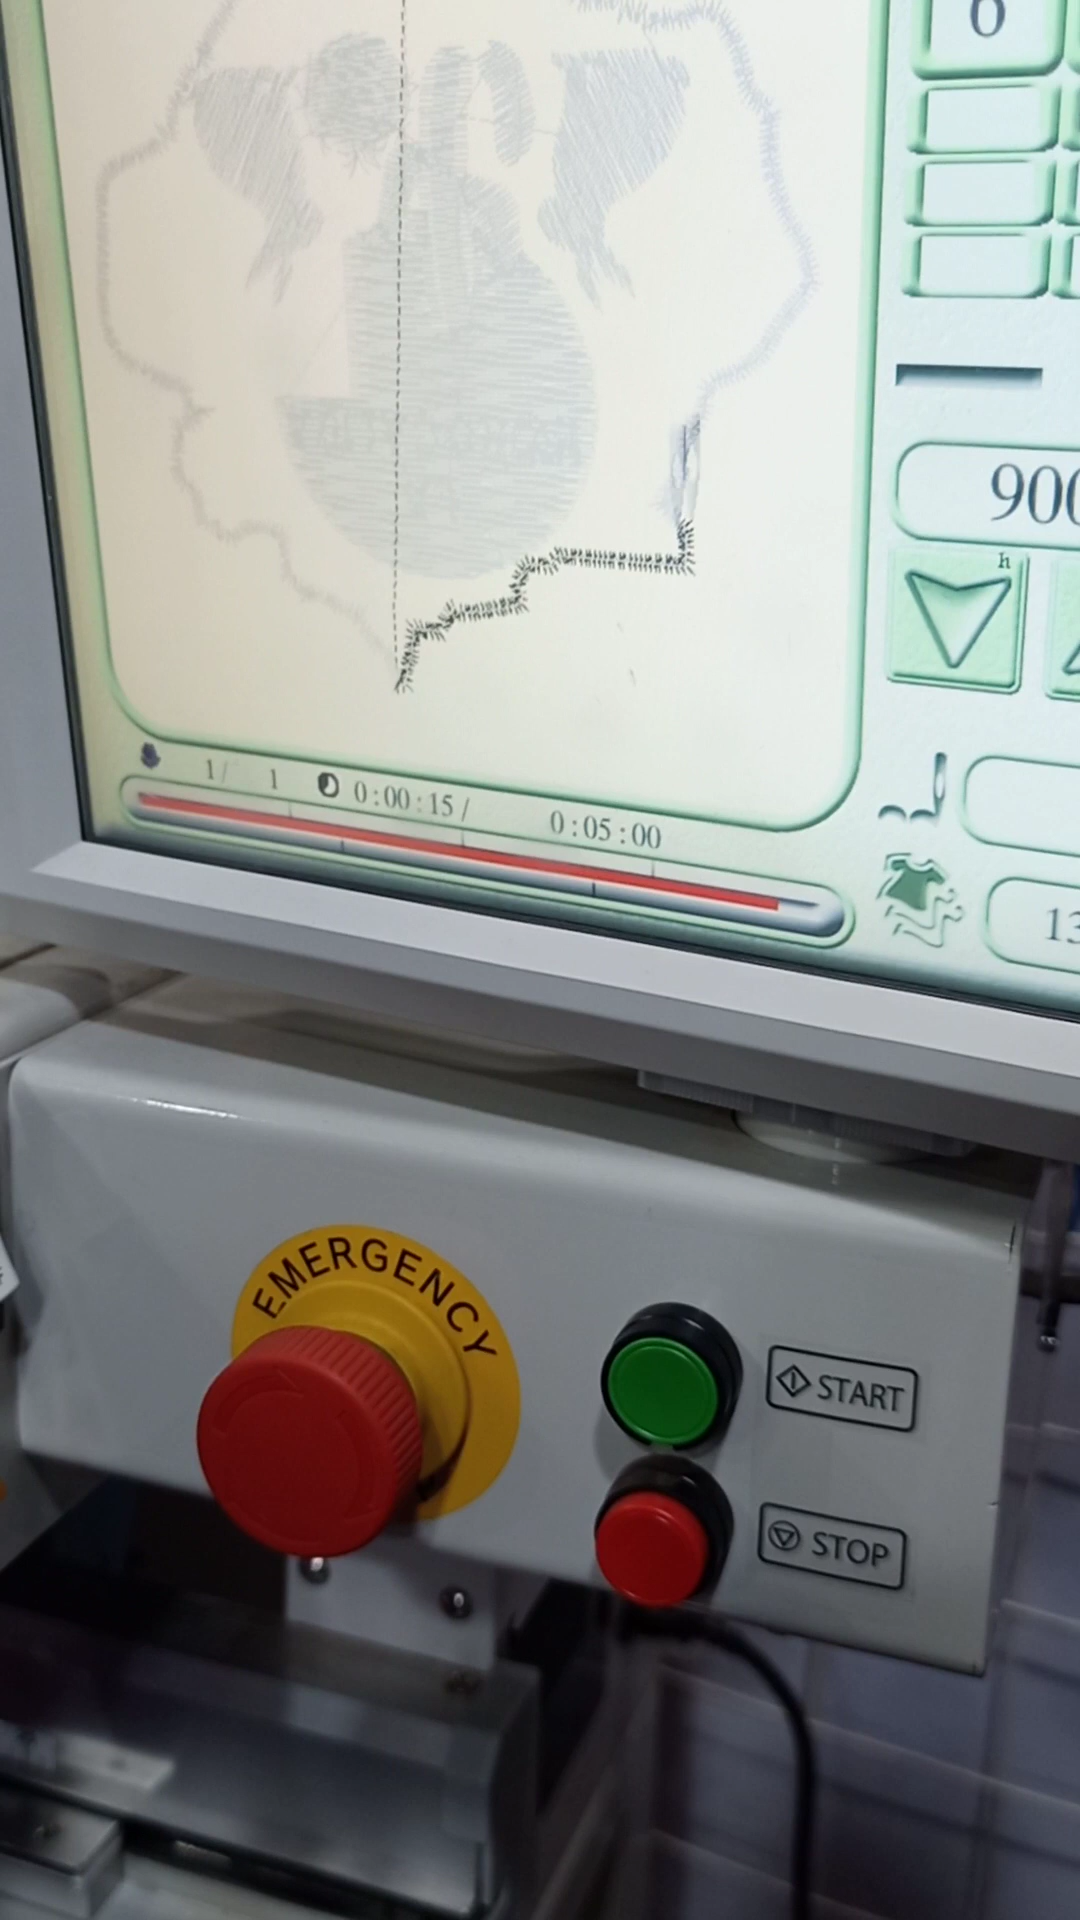 6
900
h
1/ 1 0:00:15/ 0:05:00
13
EMERGENCY
START
STOP